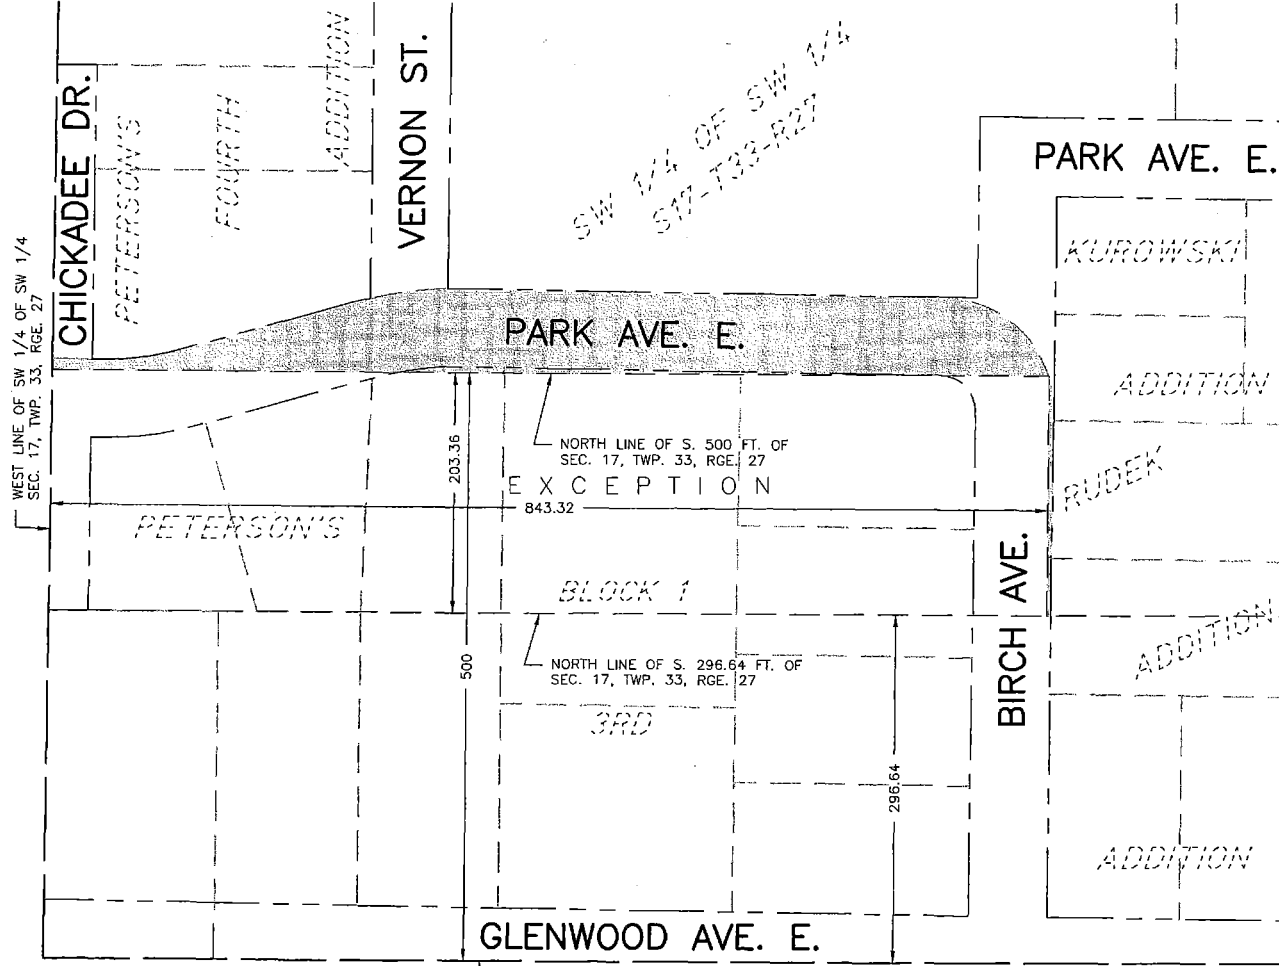 CHICKADEE DR.
PETERSON'S
FOURTH
ADDITION
VERNON ST.
SW 1/4 OF SW 1/4
S17-T33-R27
PARK AVE. E.
KUROWSKI
ADDITION
WEST LINE OF SW 1/4 OF SW 1/4
SEC. 17, TWP. 33, RGE. 27
PARK AVE. E.
203.36
NORTH LINE OF S. 500 FT. OF
SEC. 17, TWP. 33, RGE. 27
EXCEPTION
843.32
RUDEK
ADDITION
PETERSON'S
BLOCK 1
3RD
BIRCH AVE.
NORTH LINE OF S. 296.64 FT. OF
SEC. 17, TWP. 33, RGE. 27
500
296.64
ADDITION
GLENWOOD AVE. E.